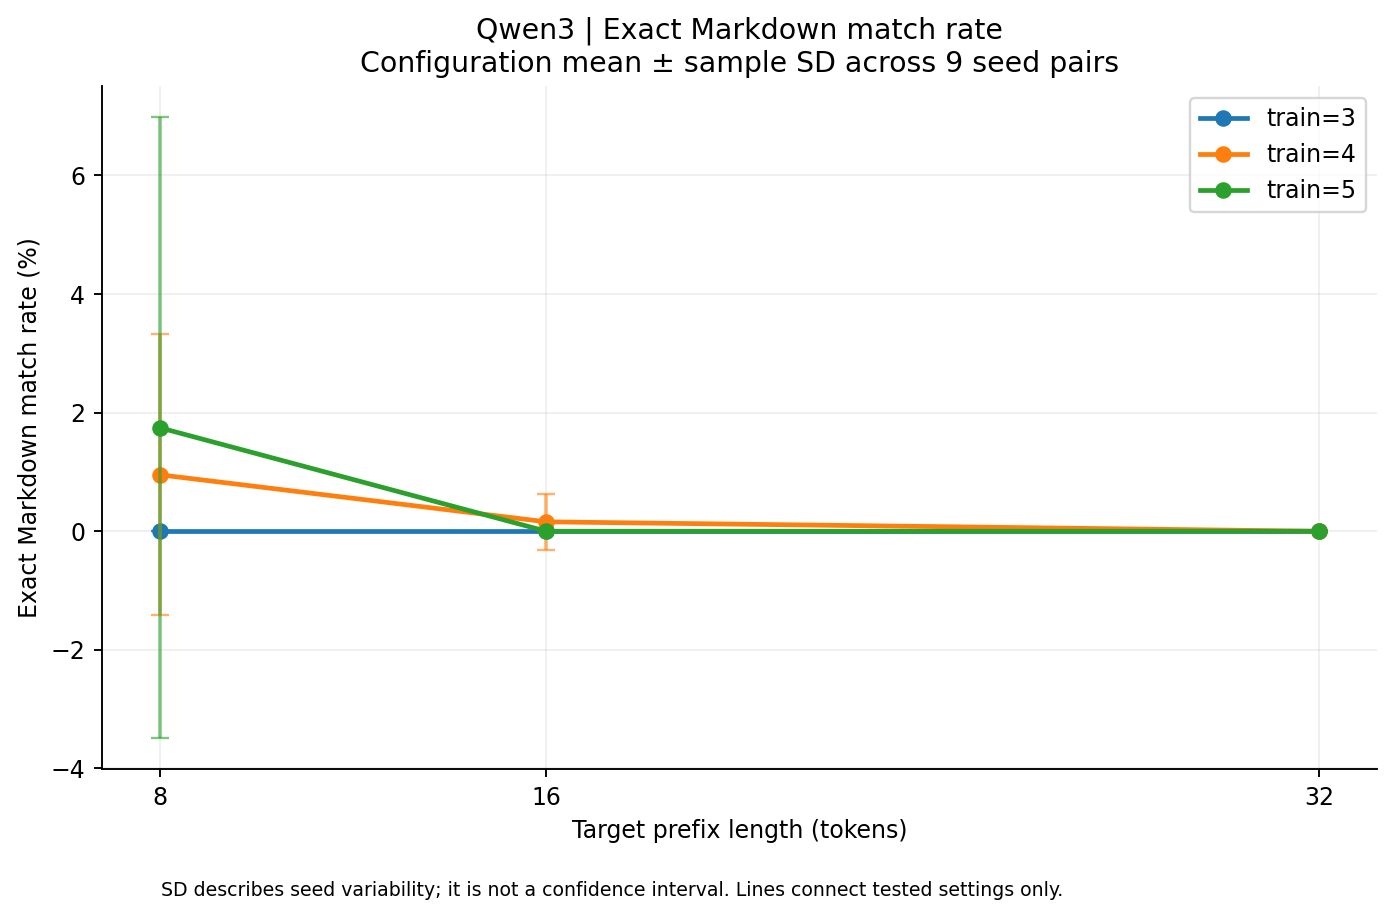 Qwen3 | Exact Markdown match rate
Configuration mean ± sample SD across 9 seed pairs
train=3
train=4
train=5
Exact Markdown match rate (%)
6
4
2
0
−2
−4
8
16
32
Target prefix length (tokens)
SD describes seed variability; it is not a confidence interval. Lines connect tested settings only.